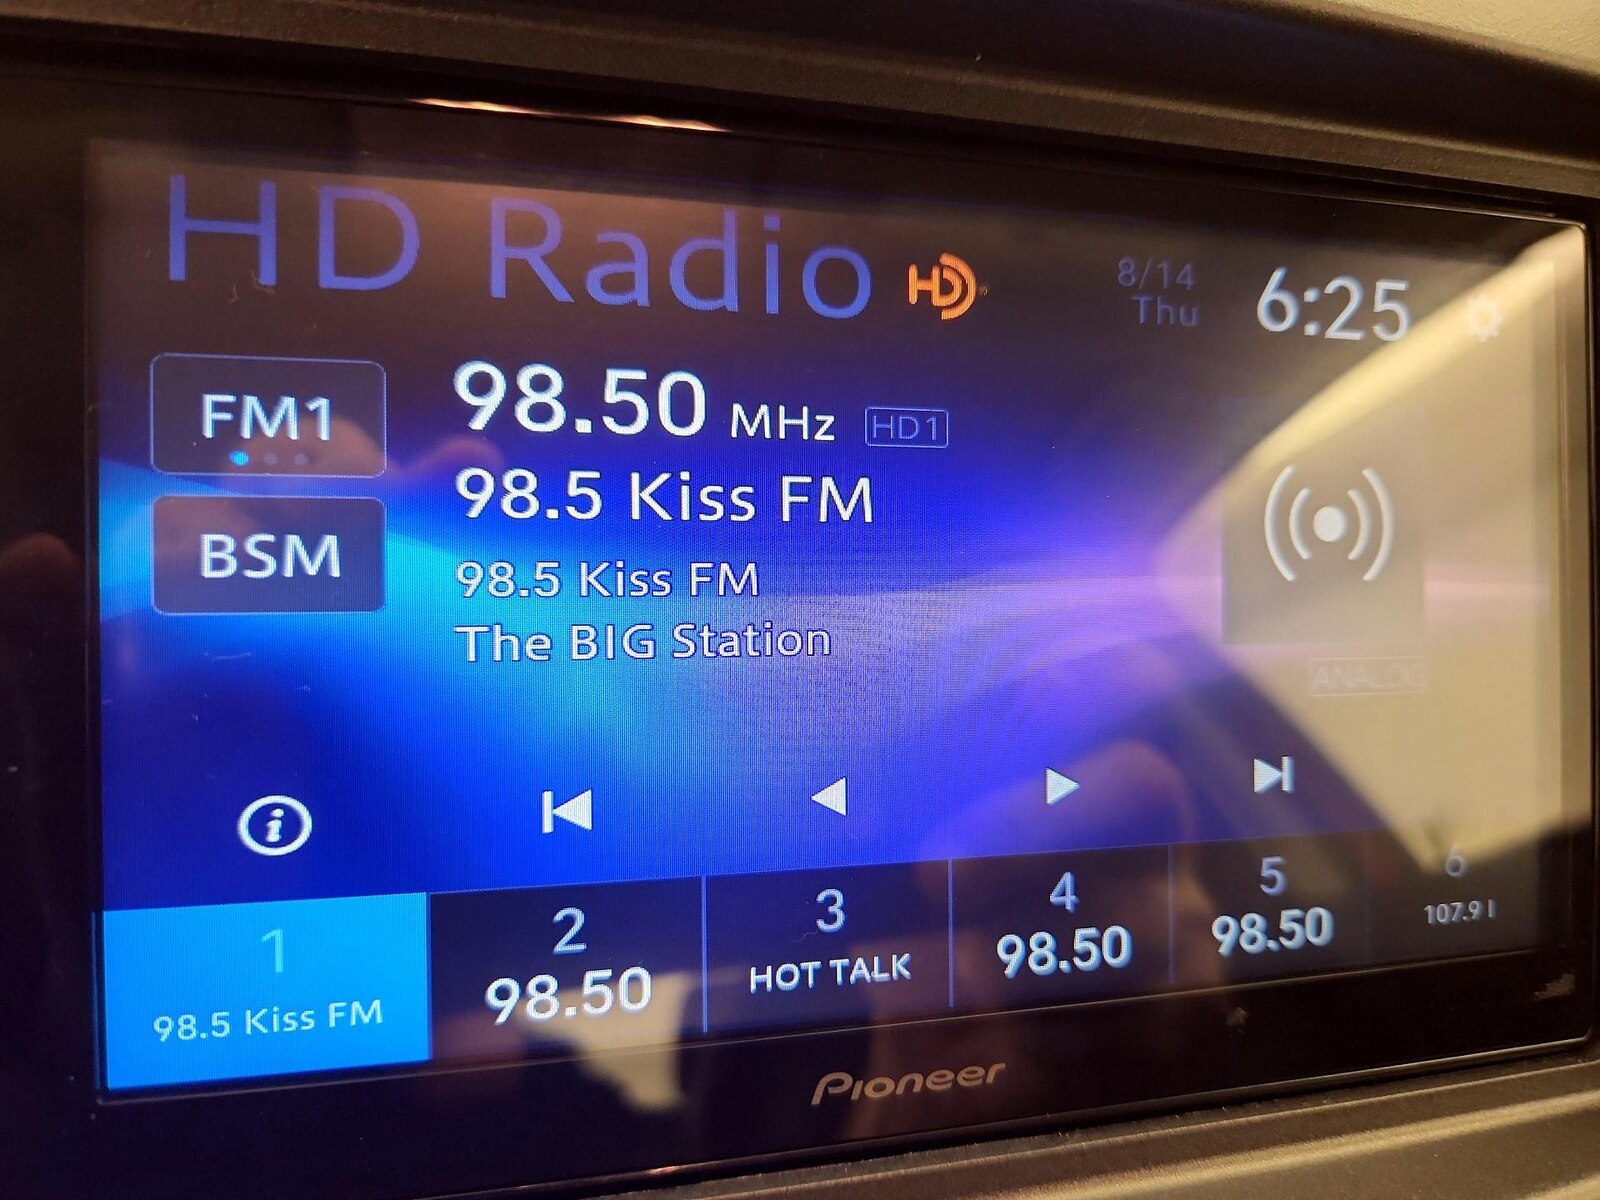 HD Radio HD
8/14
Thu
6:25
FM1
98.50 MHz HD1
98.5 Kiss FM
BSM
98.5 Kiss FM
The BIG Station
ANALOG
1
98.5 Kiss FM
2
98.50
3
HOT TALK
4
98.50
5
98.50
6
107.9
Pioneer